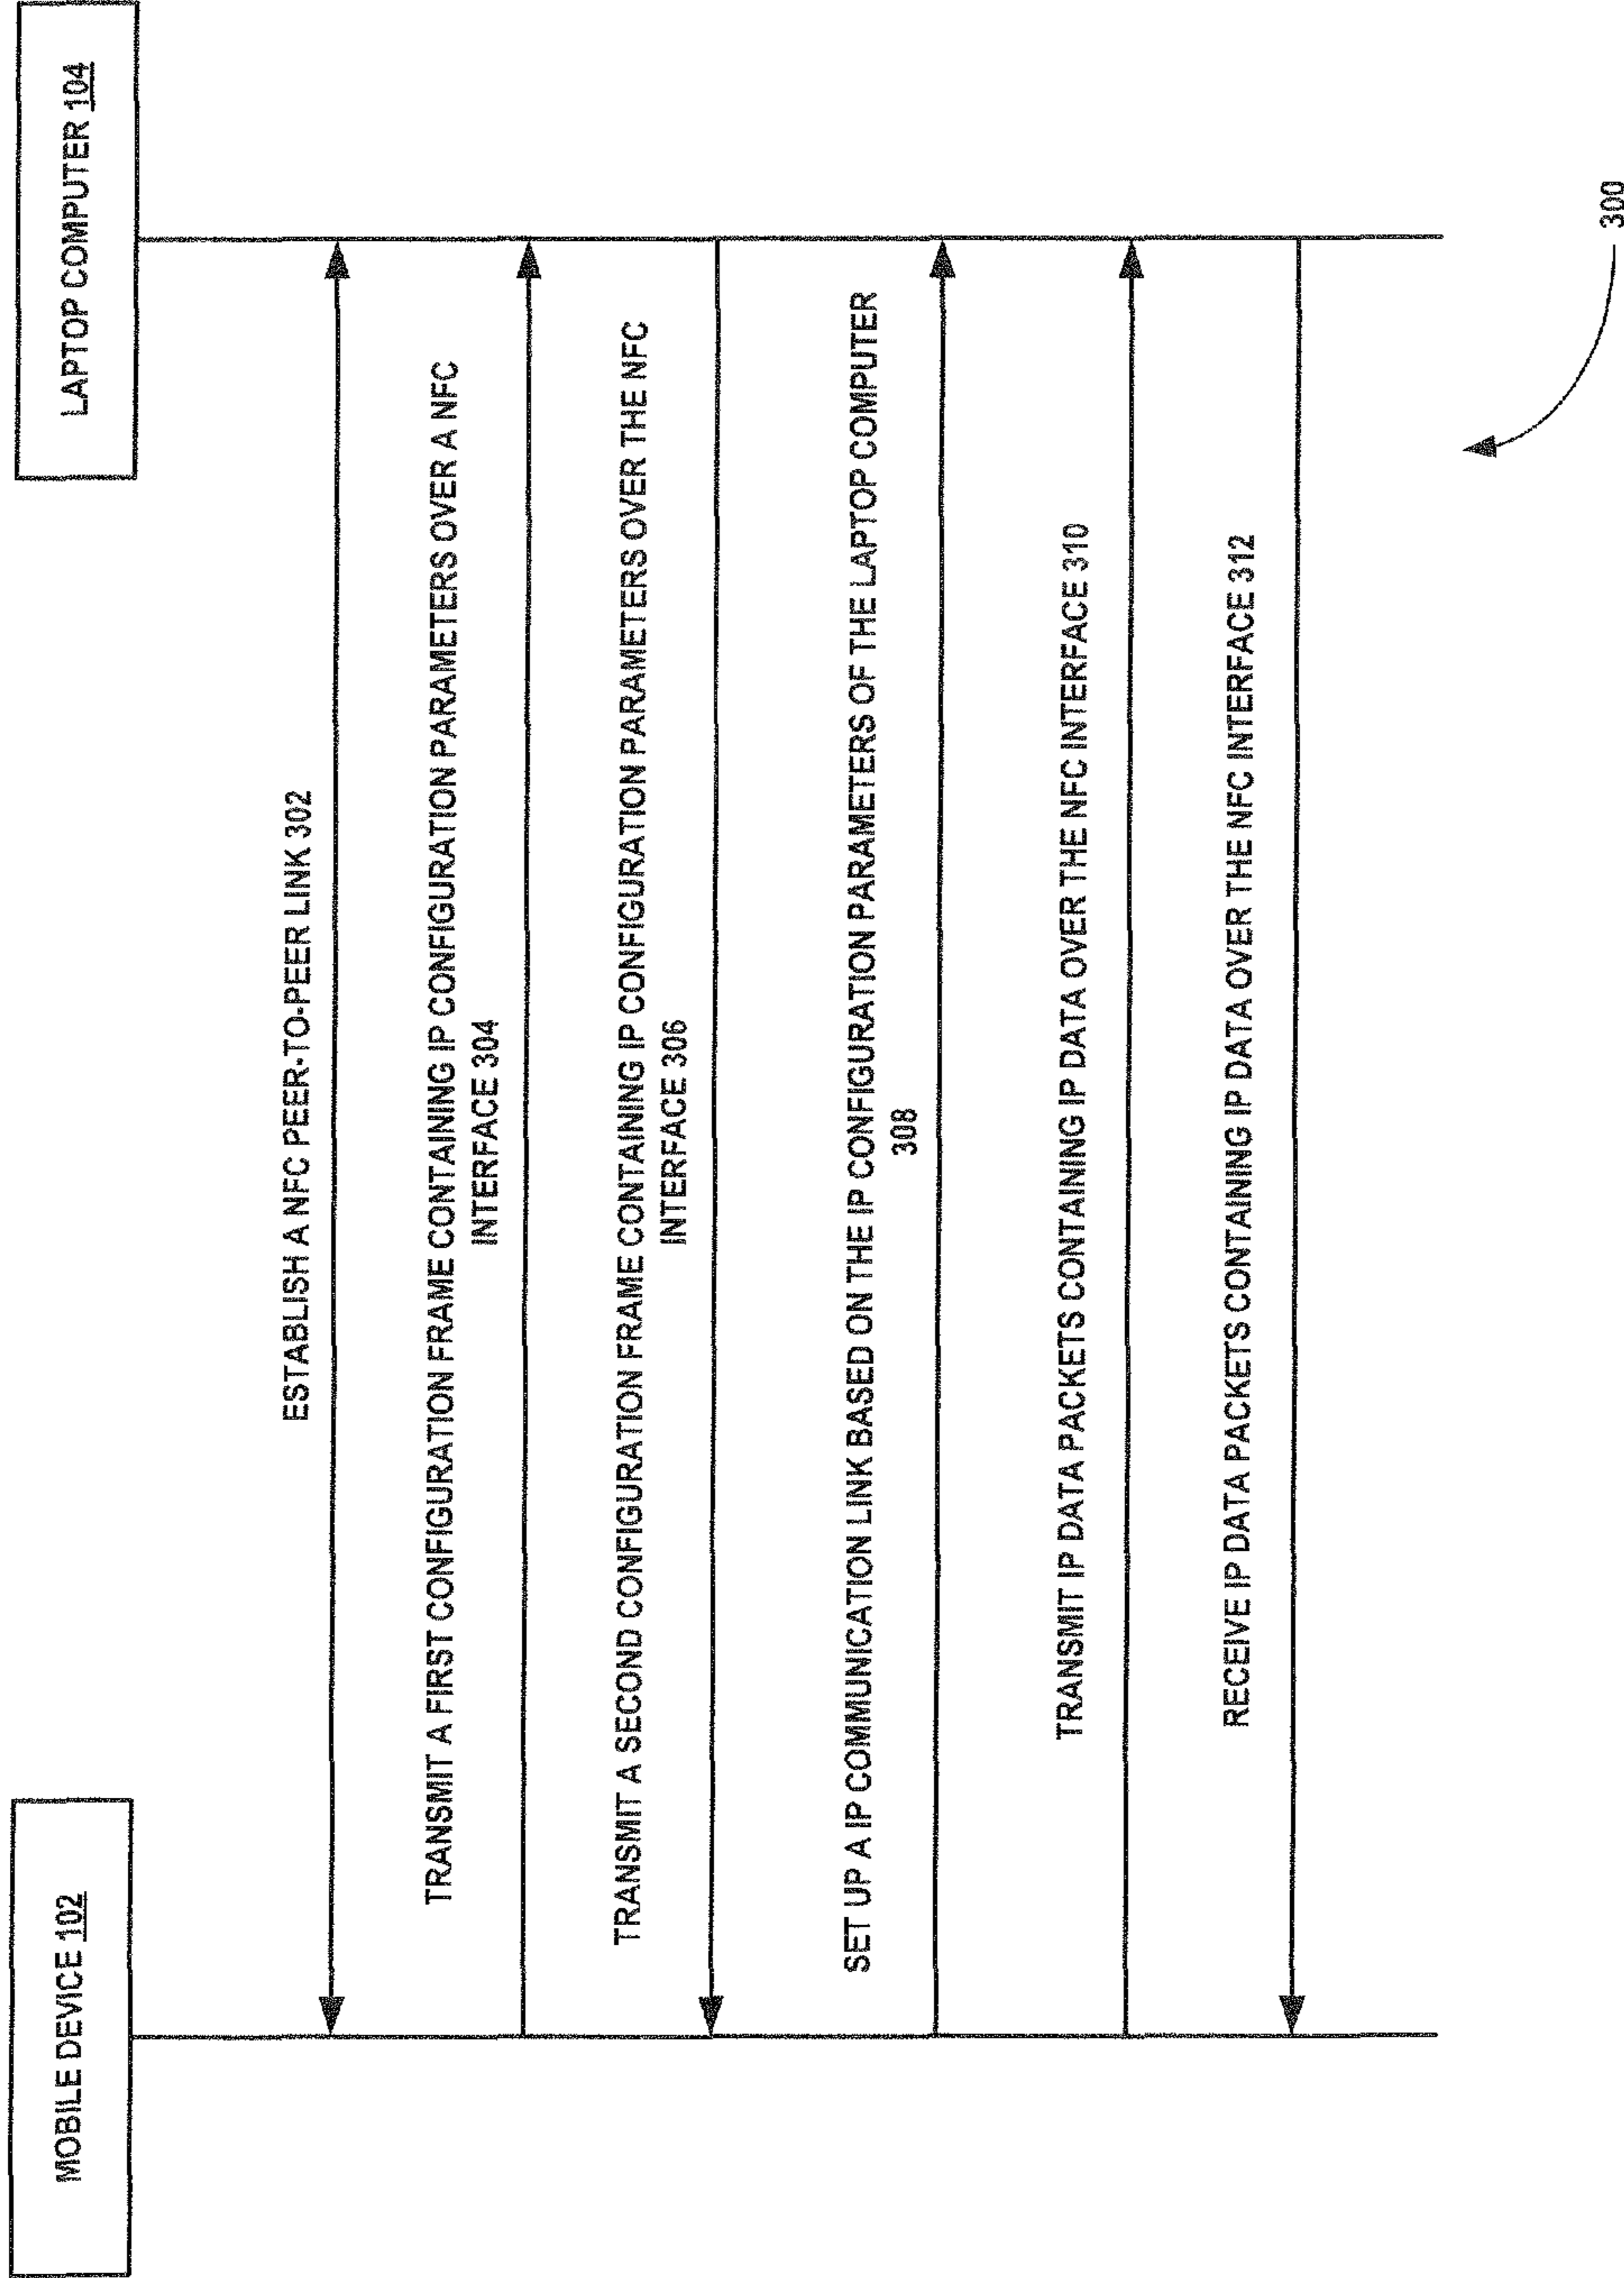 MOBILE DEVICE 102
LAPTOP COMPUTER 104
ESTABLISH A NFC PEER-TO-PEER LINK 302
TRANSMIT A FIRST CONFIGURATION FRAME CONTAINING IP CONFIGURATION PARAMETERS OVER A NFC
INTERFACE 304
TRANSMIT A SECOND CONFIGURATION FRAME CONTAINING IP CONFIGURATION PARAMETERS OVER THE NFC
INTERFACE 306
SET UP A IP COMMUNICATION LINK BASED ON THE IP CONFIGURATION PARAMETERS OF THE LAPTOP COMPUTER
308
TRANSMIT IP DATA PACKETS CONTAINING IP DATA OVER THE NFC INTERFACE 310
RECEIVE IP DATA PACKETS CONTAINING IP DATA OVER THE NFC INTERFACE 312
300